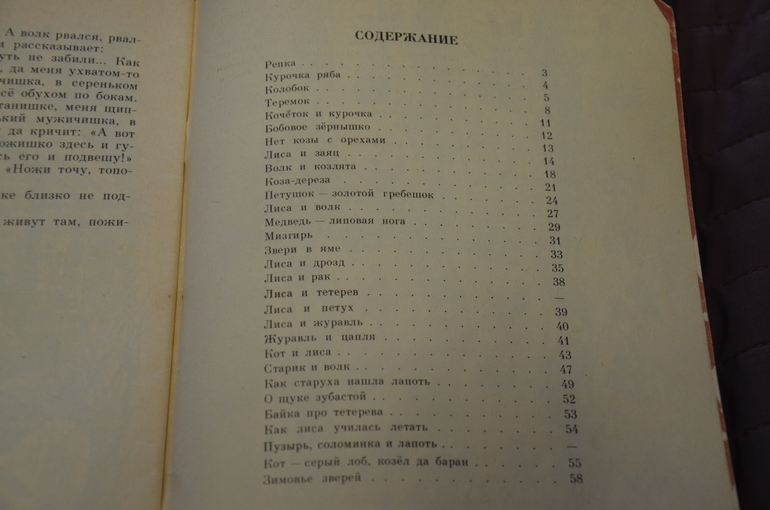 А волк рвался, рвал-
и рассказывает:
уть не забили... Как
, да меня ухватом-то
чишка, в сереньком
сё обухом по бокам.
танишке, меня щип-
ький мужичишка, в
да кричит: «А вот
ожишко здесь и гу-
сь его и подвешу!»
«Ножи точу, топо-
ке близко не под-
живут там, пожи-
СОДЕРЖАНИЕ
Репка . . . . . . . . . . . . 3
Курочка ряба . . . . . . . . . . . . 4
Колобок . . . . . . . . . . . . 5
Теремок . . . . . . . . . . . . 8
Кочёток и курочка . . . . . . . . . . 11
Бобовое зёрнышко . . . . . . . . . . 12
Нет козы с орехами . . . . . . . . . . 13
Лиса и заяц . . . . . . . . . . . . 14
Волк и козлята . . . . . . . . . . . 18
Коза-дереза . . . . . . . . . . . . 21
Петушок — золотой гребешок . . . . . . . 24
Лиса и волк . . . . . . . . . . . . 27
Медведь — липовая нога . . . . . . . . 29
Мизгирь . . . . . . . . . . . . 31
Звери в яме . . . . . . . . . . . . 33
Лиса и дрозд . . . . . . . . . . . . 35
Лиса и рак . . . . . . . . . . . . 38
Лиса и тетерев . . . . . . . . . . . —
Лиса и петух . . . . . . . . . . . . 39
Лиса и журавль . . . . . . . . . . . 40
Журавль и цапля . . . . . . . . . . . 41
Кот и лиса . . . . . . . . . . . . 43
Старик и волк . . . . . . . . . . . . 47
Как старуха нашла лапоть . . . . . . . . 49
О щуке зубастой . . . . . . . . . . . 52
Байка про тетерева . . . . . . . . . . 53
Как лиса училась летать . . . . . . . . 54
Пузырь, соломинка и лапоть . . . . . . . —
Кот — серый лоб, козёл да баран . . . . . . 55
Зимовье зверей . . . . . . . . . . . 58